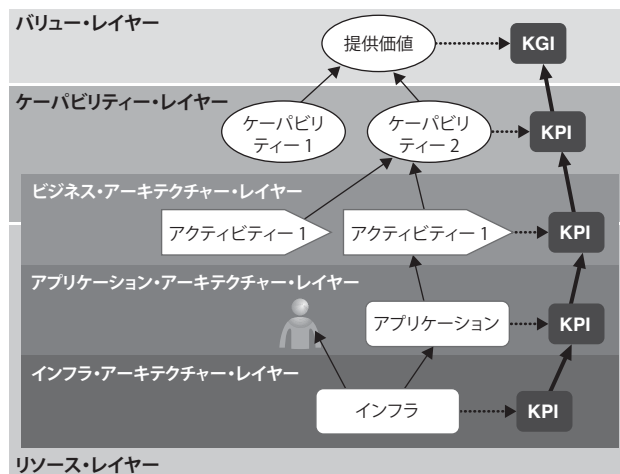 バリュー・レイヤー
提供価値
KGI
ケーパビリティー・レイヤー
ケーパビリ
ティー 1
ケーパビリ
ティー 2
KPI
ビジネス・アーキテクチャー・レイヤー
アクティビティー 1
アクティビティー 1
KPI
アプリケーション・アーキテクチャー・レイヤー
アプリケーション
KPI
インフラ・アーキテクチャー・レイヤー
インフラ
KPI
リソース・レイヤー